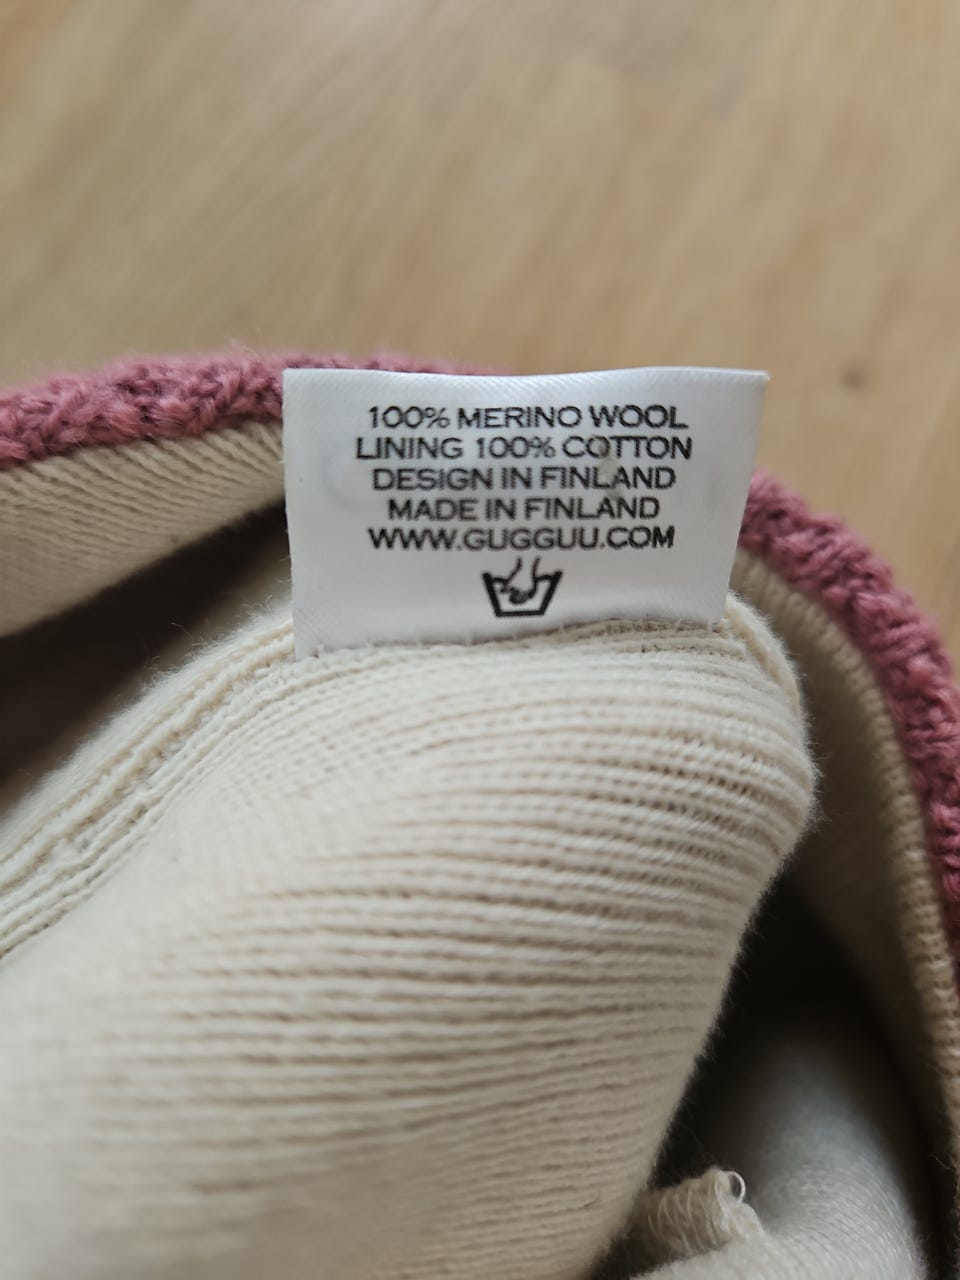 100% MERINO WOOL
LINING 100% COTTON
DESIGN IN FINLAND
MADE IN FINLAND
WWW.GUGGUU.COM